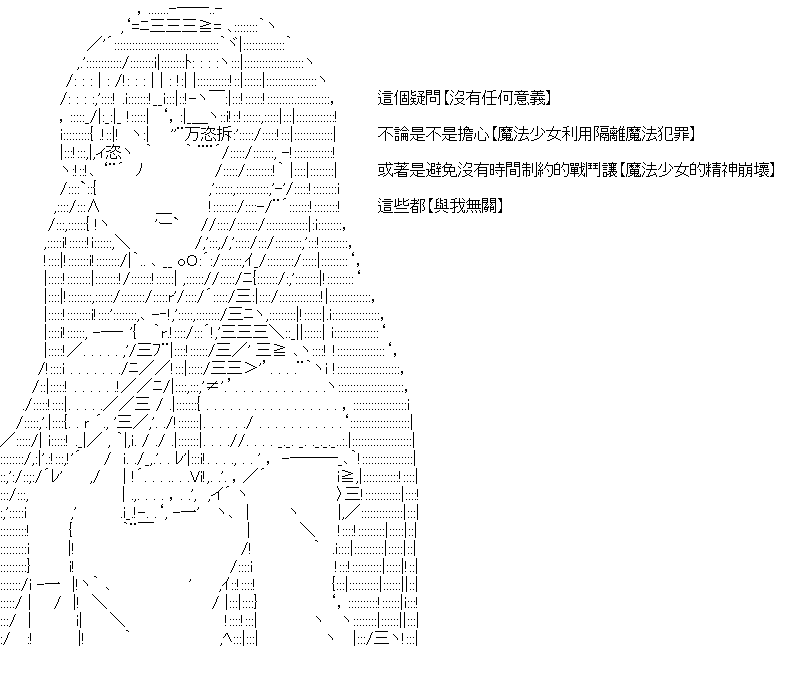 這個疑問【沒有任何意義】
不論是不是擔心【魔法少女利用隔離魔法犯罪】
或著是避免沒有時間制約的戰鬥讓【魔法少女的精神崩壞】
這些都【與我無關】